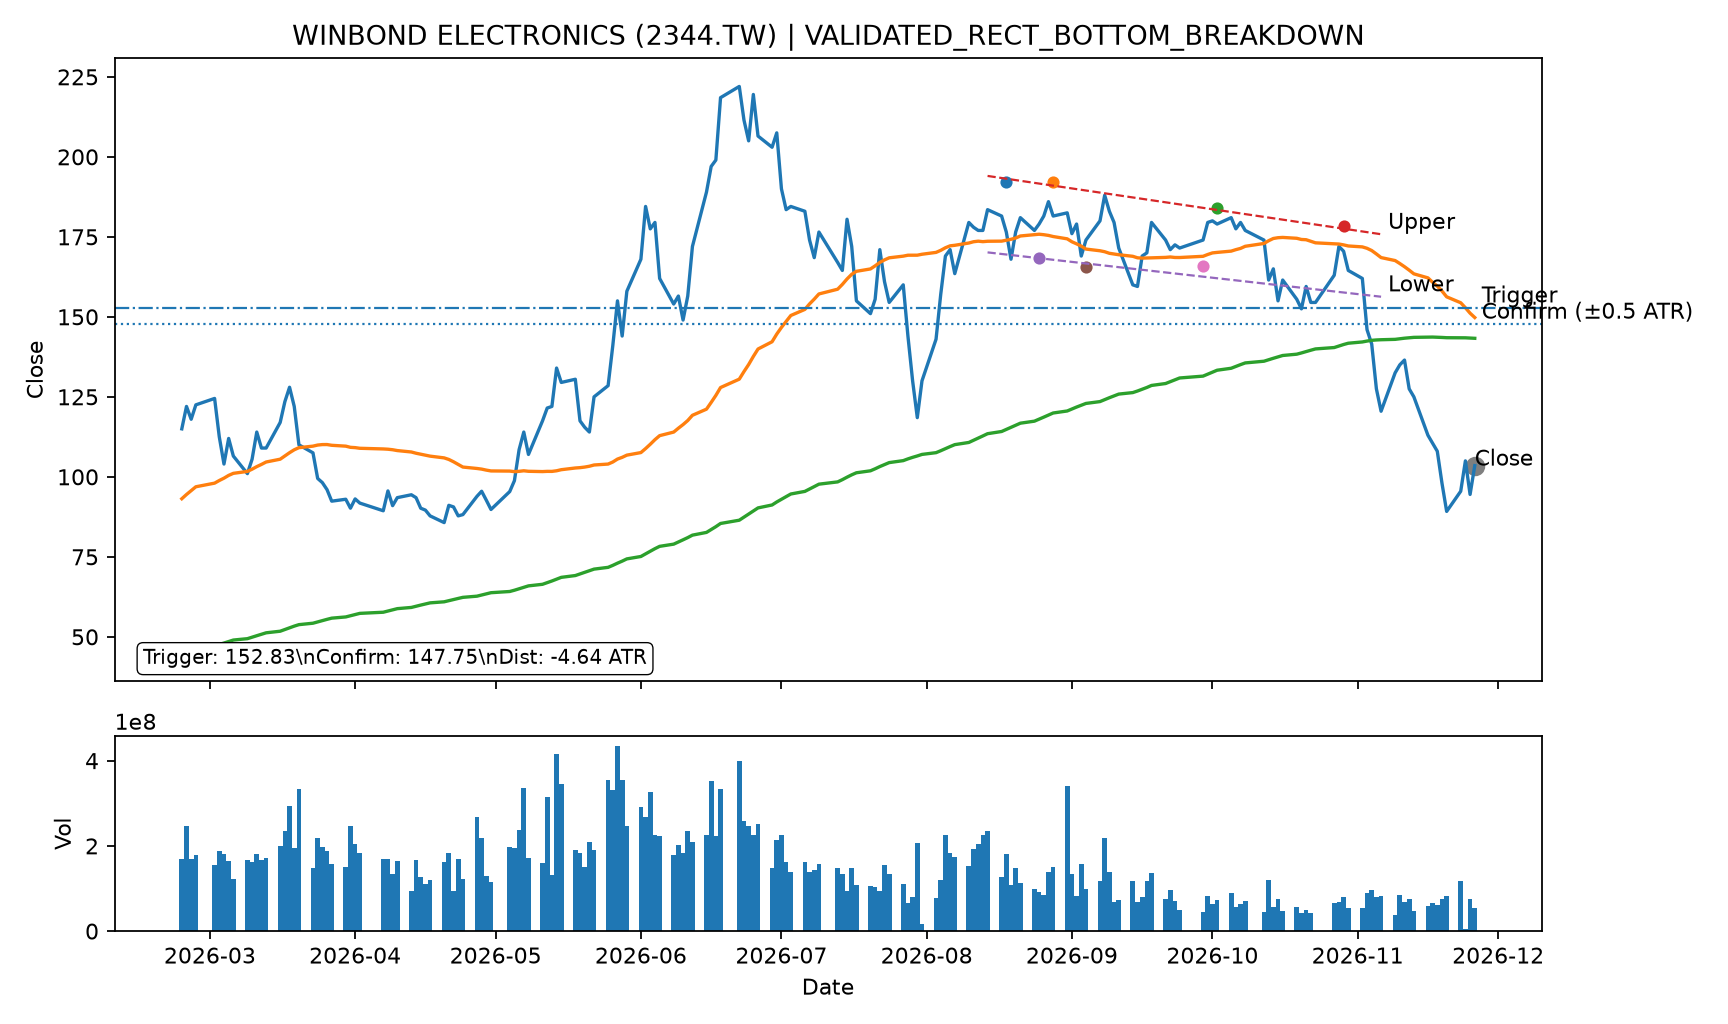 WINBOND ELECTRONICS (2344.TW) | VALIDATED_RECT_BOTTOM_BREAKDOWN
225
200
175
150
125
100
75
50
Close
Upper
Lower
Trigger
Confirm (±0.5 ATR)
Close
Trigger: 152.83\nConfirm: 147.75\nDist: -4.64 ATR
1e8
4
2
0
Vol
2026-03 2026-04 2026-05 2026-06 2026-07 2026-08 2026-09 2026-10 2026-11 2026-12
Date